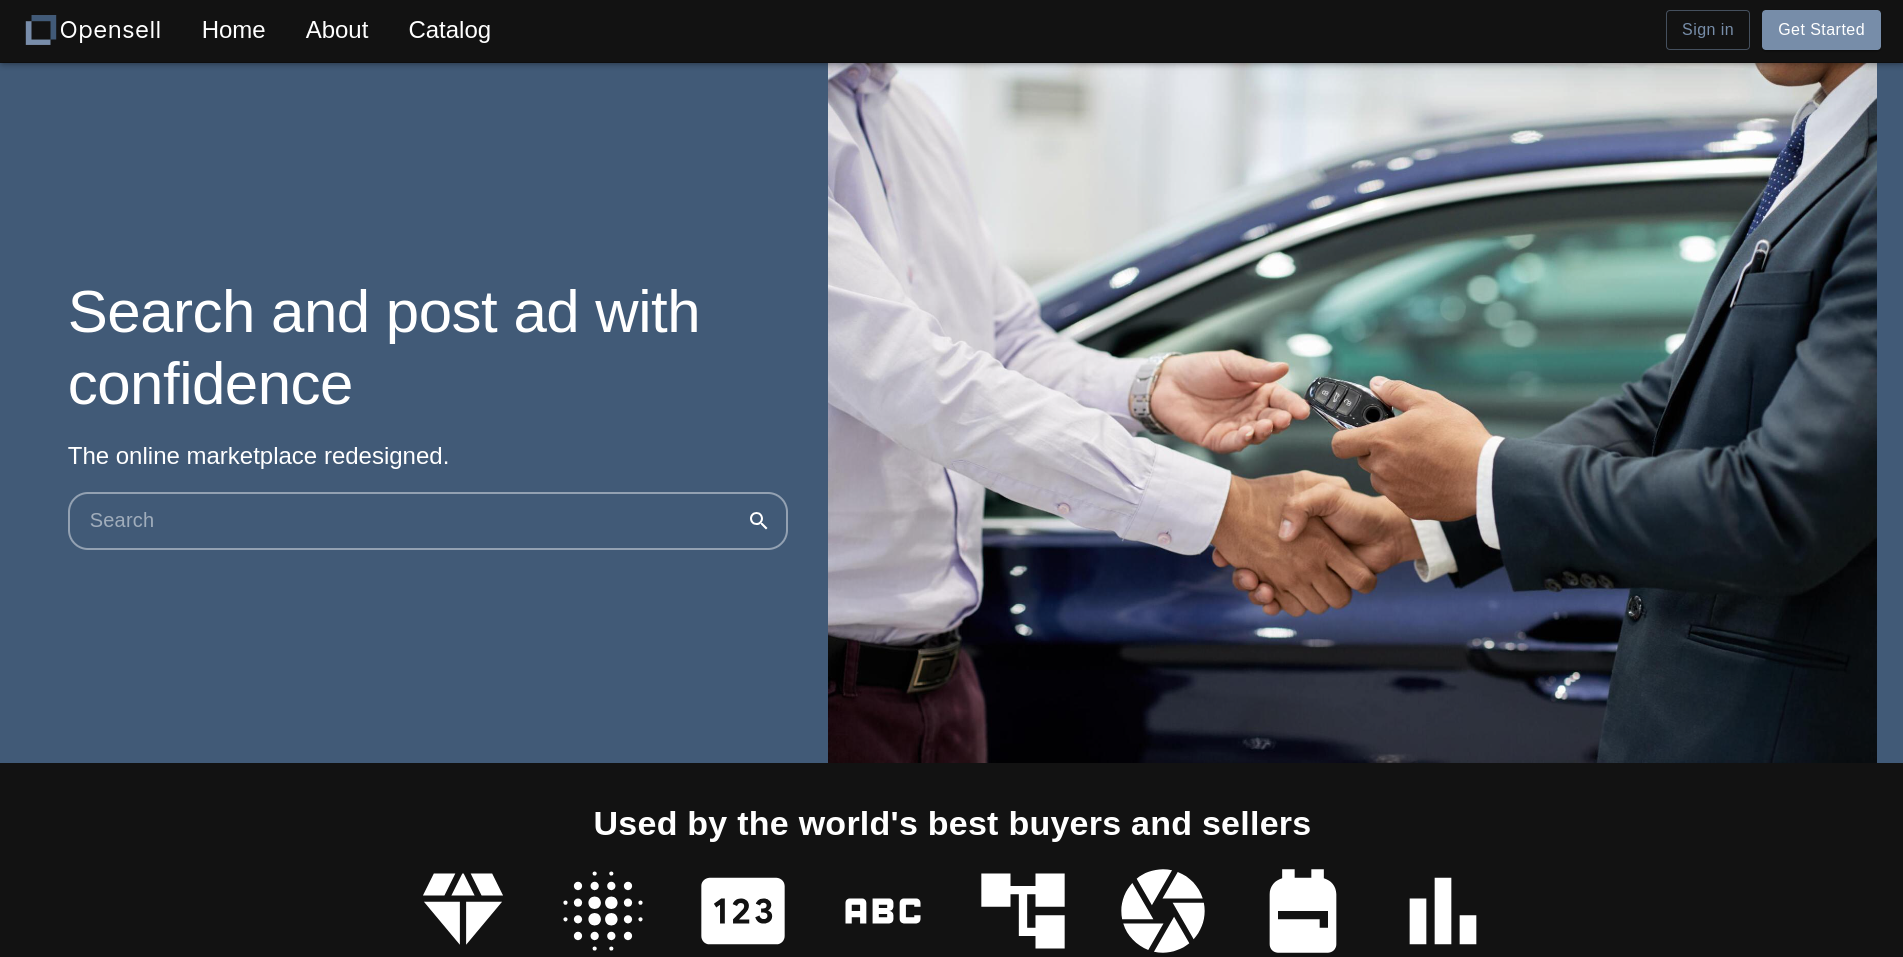 Opensell
Home
About
Catalog
Sign in
Get Started
Search and post ad with
confidence
The online marketplace redesigned.
Search
Used by the world's best buyers and sellers
123
ABC